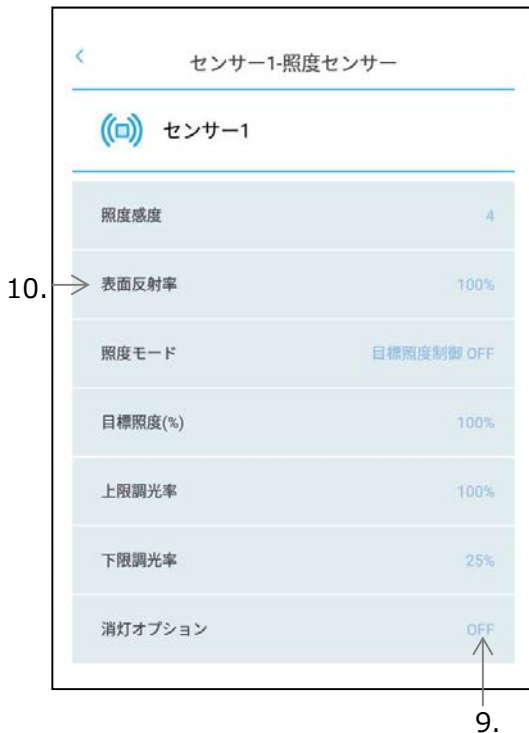 センサー1-照度センサー
センサー1
照度感度 4
10. 表面反射率 100%
照度モード 目標照度制御 OFF
目標照度(%) 100%
上限調光率 100%
下限調光率 25%
消灯オプション OFF
9.